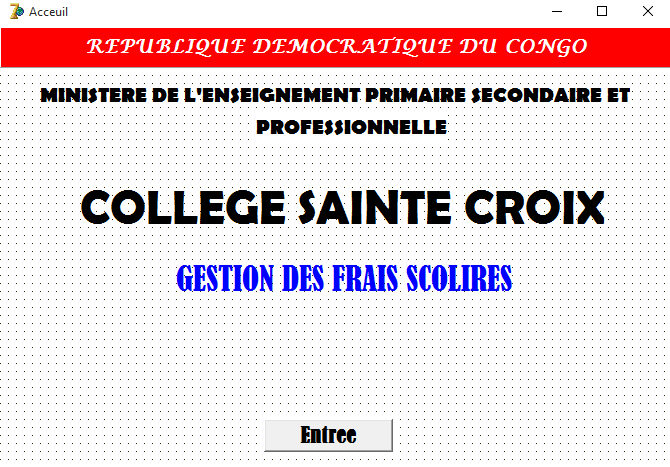 Acceuil
REPUBLIQUE DEMOCRATIQUE DU CONGO
MINISTERE DE L'ENSEIGNEMENT PRIMAIRE SECONDAIRE ET
PROFESSIONNELLE
COLLEGE SAINTE CROIX
GESTION DES FRAIS SCOLIRES
Entree